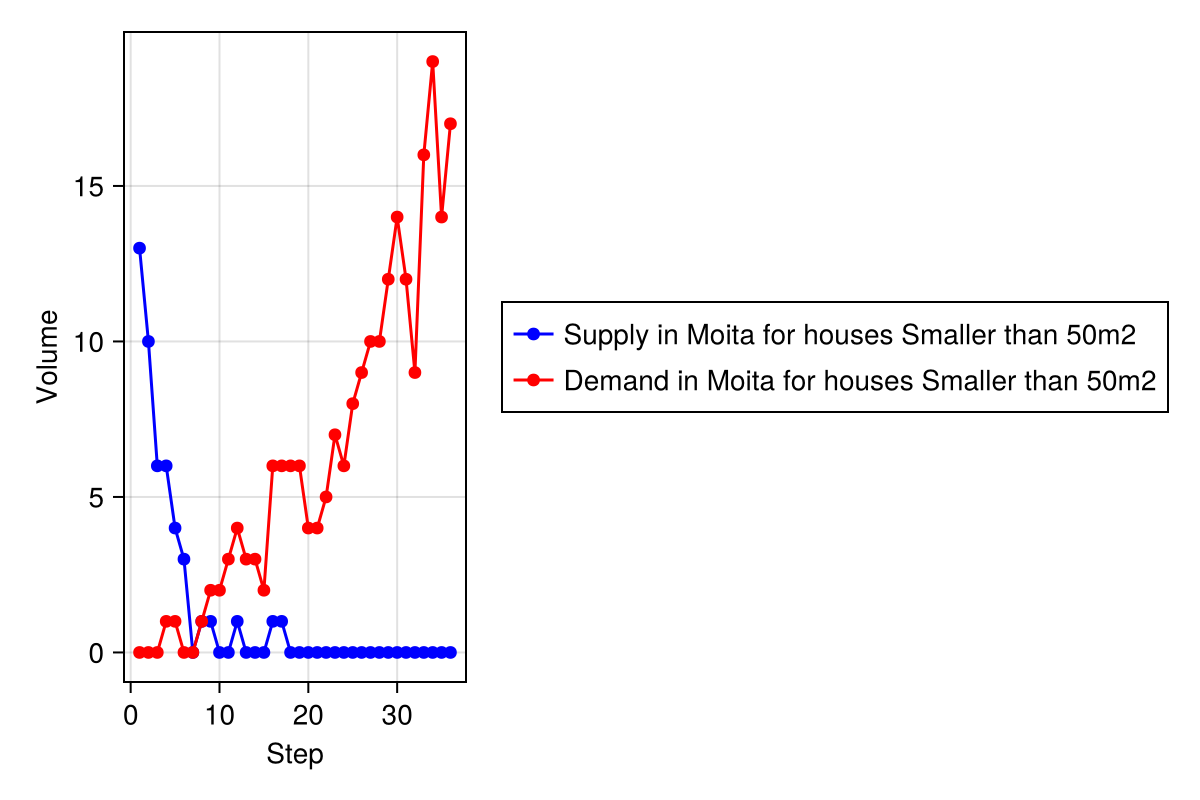 15
10
5
0
Volume
0 10 20 30
Step
Supply in Moita for houses Smaller than 50m2
Demand in Moita for houses Smaller than 50m2